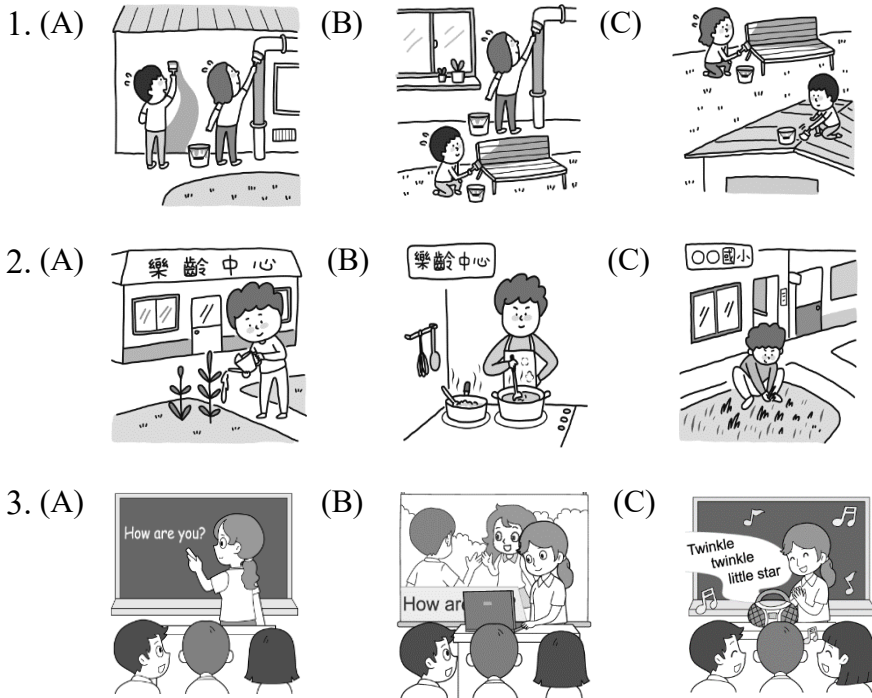 1. (A) (B) (C)
2. (A) (B) (C)
樂齡中心
樂齡中心
○○國小
3. (A) (B) (C)
How are you?
How are
Twinkle
twinkle
little star